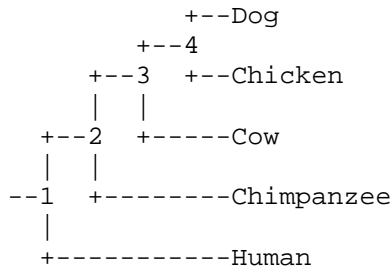 +--Dog
+--4
+--3 +--Chicken
| |
+--2 +-----Cow
| |
--1 +--------Chimpanzee
|
+-----------Human